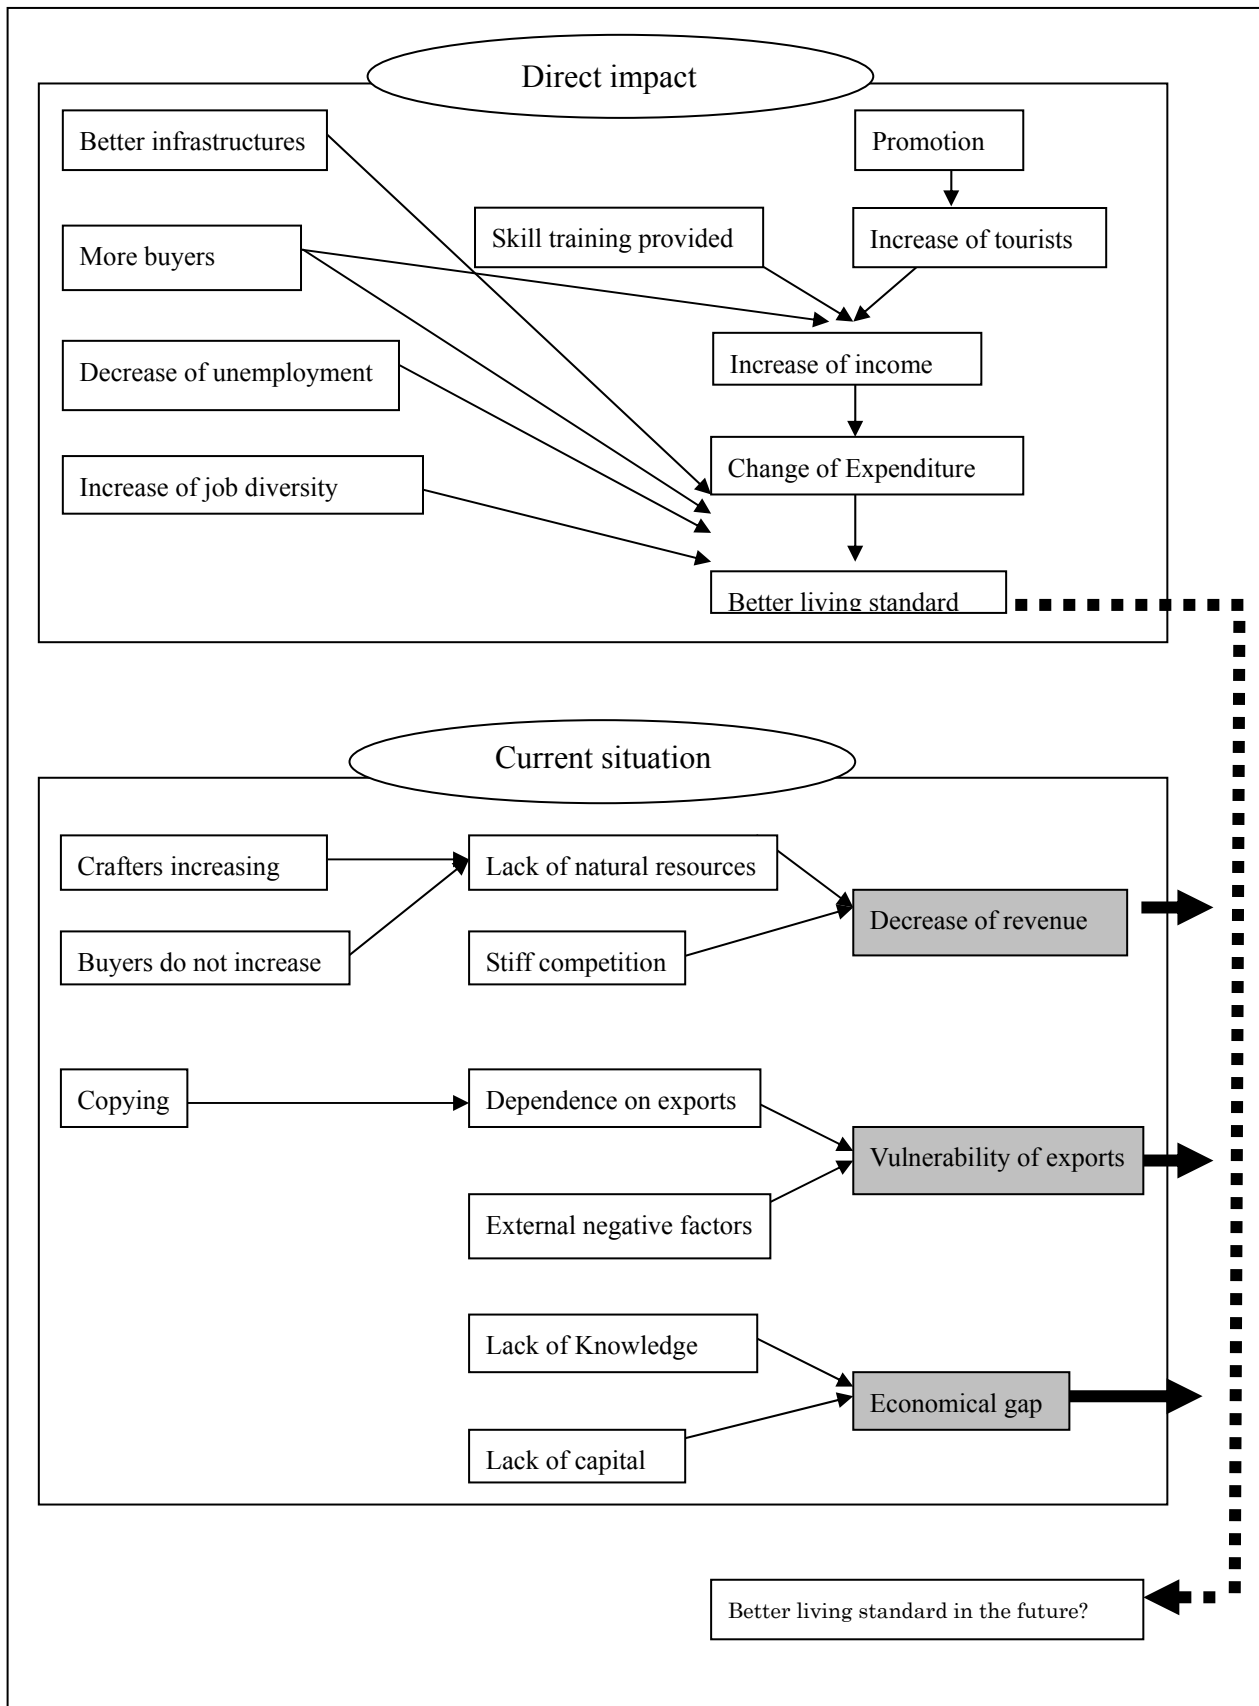 Direct impact
Better infrastructures
Promotion
Skill training provided
Increase of tourists
More buyers
Increase of income
Decrease of unemployment
Change of Expenditure
Increase of job diversity
Better living standard
Current situation
Crafters increasing
Lack of natural resources
Decrease of revenue
Buyers do not increase
Stiff competition
Copying
Dependence on exports
Vulnerability of exports
External negative factors
Lack of Knowledge
Economical gap
Lack of capital
Better living standard in the future?